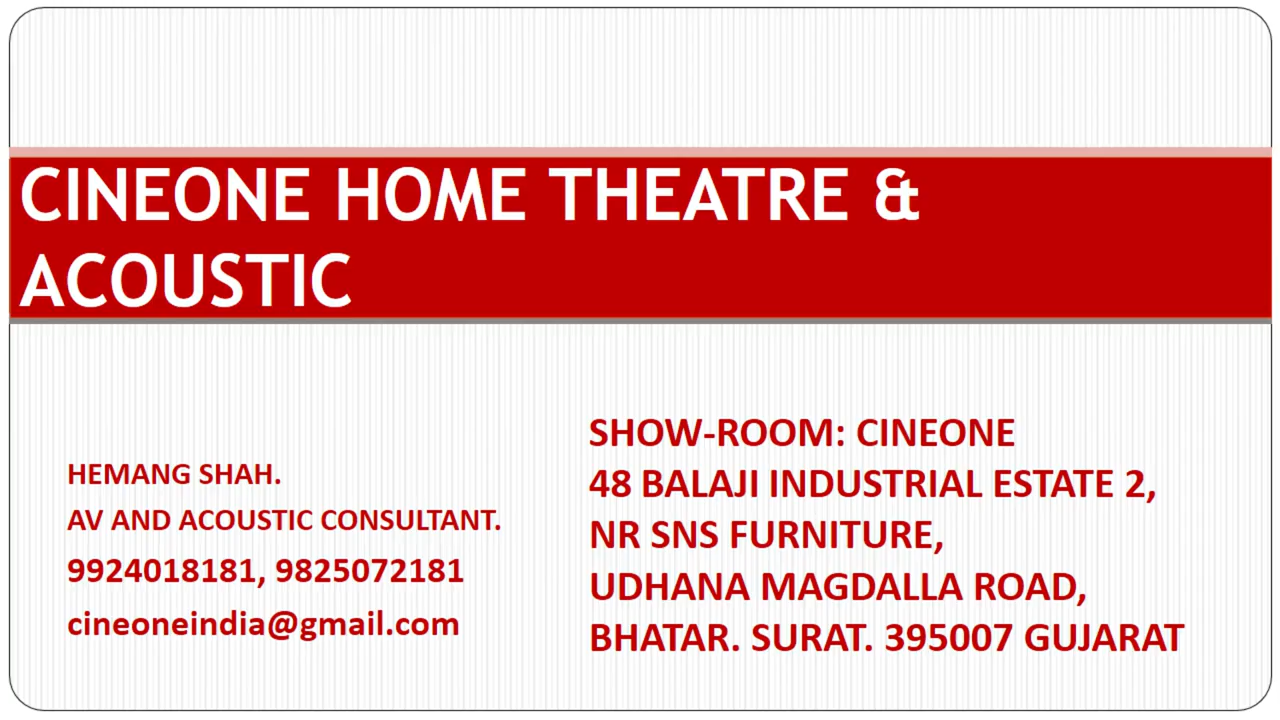 CINEONE HOME THEATRE &
ACOUSTIC
HEMANG SHAH.
AV AND ACOUSTIC CONSULTANT.
9924018181, 9825072181
cineoneindia@gmail.com
SHOW-ROOM: CINEONE
48 BALAJI INDUSTRIAL ESTATE 2,
NR SNS FURNITURE,
UDHANA MAGDALLA ROAD,
BHATAR. SURAT. 395007 GUJARAT